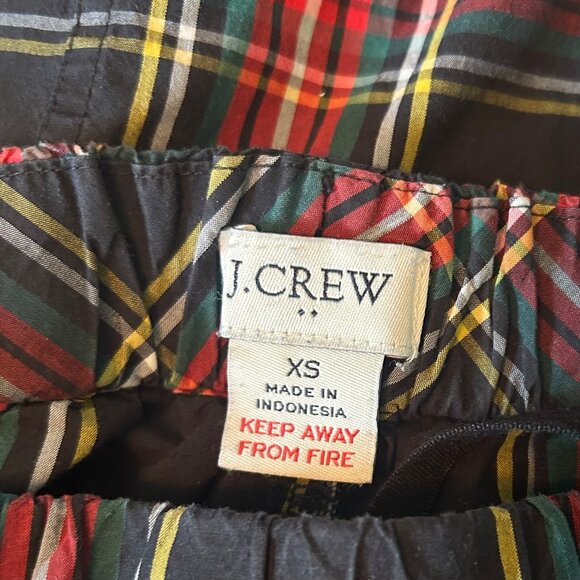 J.CREW
XS
MADE IN
INDONESIA
KEEP AWAY
FROM FIRE